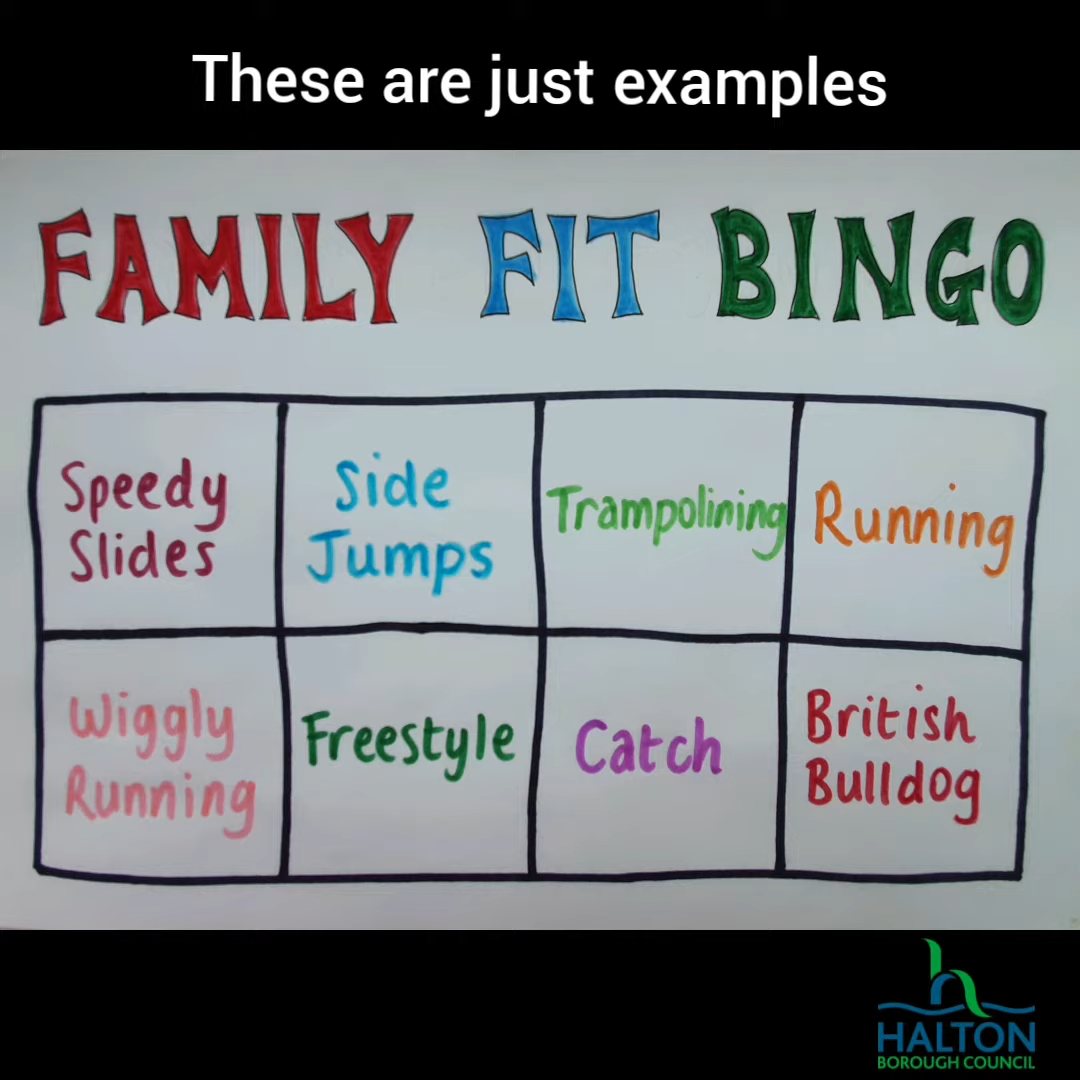 These are just examples
FAMILY FIT BINGO
Speedy
Slides
Side
Jumps
Trampolining
Running
Wiggly
Running
Freestyle
Catch
British
Bulldog
HALTON
BOROUGH COUNCIL